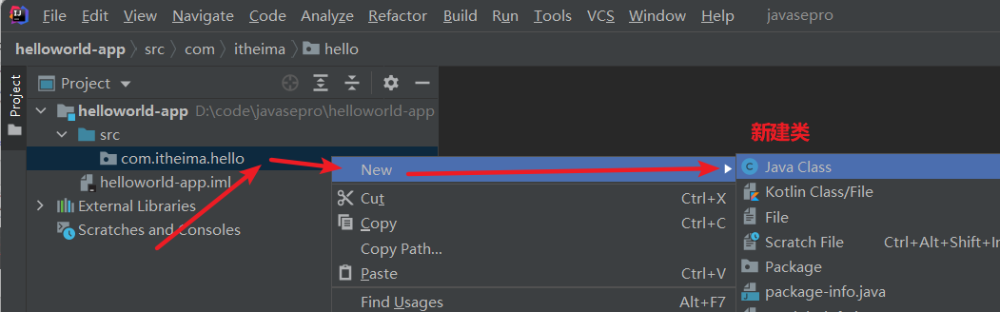 File Edit View Navigate Code Analyze Refactor Build Run Tools VCS Window Help javasepro
helloworld-app src com itheima hello
Project
Project
helloworld-app D:\code\javasepro\helloworld-app
src
com.itheima.hello
helloworld-app.iml
External Libraries
Scratches and Consoles
New
Cut Ctrl+X
Copy Ctrl+C
Copy Path...
Paste Ctrl+V
Find Usages Alt+F7
新建类
Java Class
Kotlin Class/File
File
Scratch File Ctrl+Alt+Shift+In
Package
package-info.java